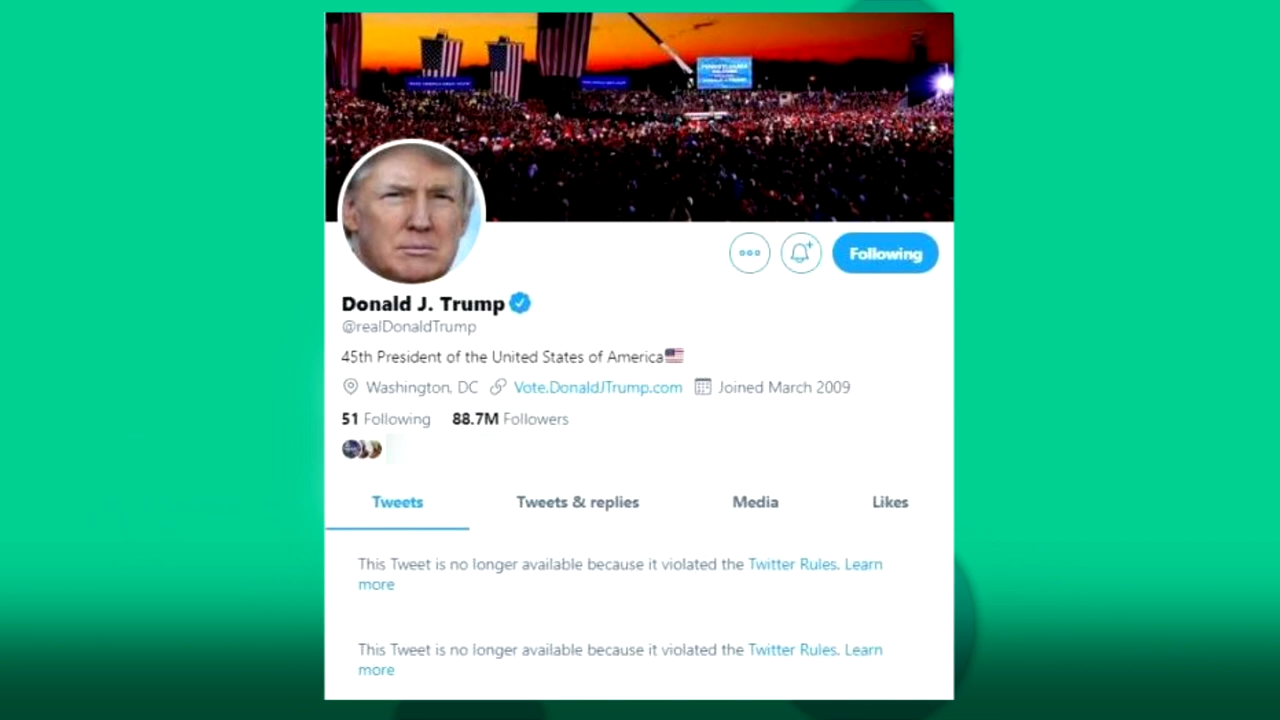 Following
Donald J. Trump
@realDonaldTrump
45th President of the United States of America
Washington, DC Vote.DonaldJTrump.com Joined March 2009
51 Following 88.7M Followers
Tweets Tweets & replies Media Likes
This Tweet is no longer available because it violated the Twitter Rules. Learn
more
This Tweet is no longer available because it violated the Twitter Rules. Learn
more